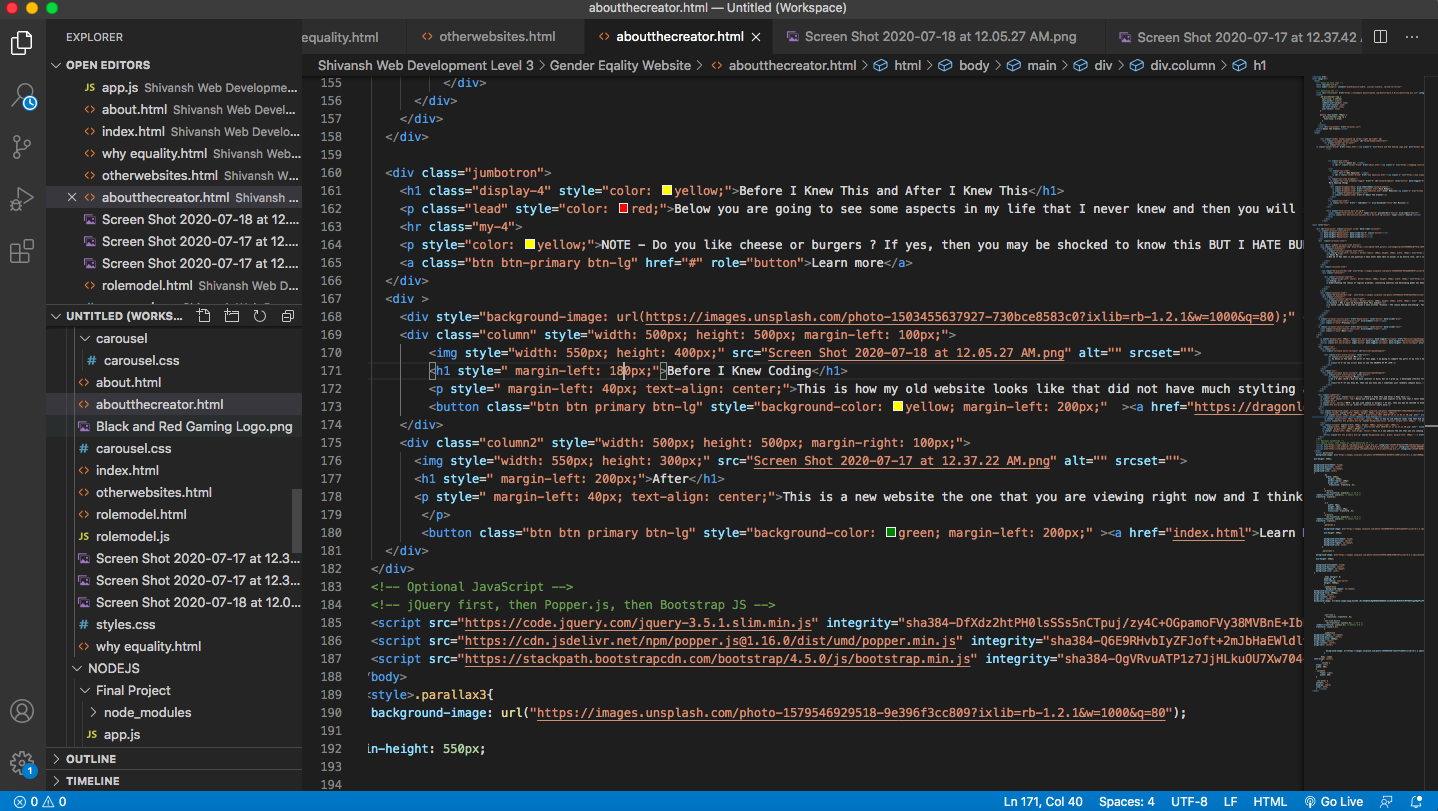 aboutthecreator.html — Untitled (Workspace)
EXPLORER
OPEN EDITORS
JS app.js Shivansh Web Developme...
<> about.html Shivansh Web Develo...
<> index.html Shivansh Web Develo...
<> why equality.html Shivansh Web...
<> otherwebsites.html Shivansh W...
<> aboutthecreator.html Shivansh ...
Screen Shot 2020-07-18 at 12....
Screen Shot 2020-07-17 at 12....
Screen Shot 2020-07-17 at 12....
<> rolemodel.html Shivansh Web D...
UNTITLED (WORKS...
carousel
# carousel.css
<> about.html
<> aboutthecreator.html
Black and Red Gaming Logo.png
# carousel.css
<> index.html
<> otherwebsites.html
<> rolemodel.html
JS rolemodel.js
Screen Shot 2020-07-17 at 12.3...
Screen Shot 2020-07-17 at 12.3...
Screen Shot 2020-07-18 at 12.0...
# styles.css
<> why equality.html
NODEJS
Final Project
node_modules
JS app.js
OUTLINE
TIMELINE
1
equality.html <> otherwebsites.html <> aboutthecreator.html Screen Shot 2020-07-18 at 12.05.27 AM.png Screen Shot 2020-07-17 at 12.37.42
Shivansh Web Development Level 3 > Gender Eqality Website > <> aboutthecreator.html > html > body > main > div > div.column > h1
155 </div>
156 </div>
157 </div>
158 </div>
159
160 <div class="jumbotron">
161 <h1 class="display-4" style="color: yellow;">Before I Knew This and After I Knew This</h1>
162 <p class="lead" style="color: red;">Below you are going to see some aspects in my life that I never knew and then you will
163 <hr class="my-4">
164 <p style="color: yellow;">NOTE - Do you like cheese or burgers ? If yes, then you may be shocked to know this BUT I HATE BU
165 <a class="btn btn-primary btn-lg" href="#" role="button">Learn more</a>
166 </div>
167 <div >
168 <div style="background-image: url(https://images.unsplash.com/photo-1503455637927-730bce8583c0?ixlib=rb-1.2.1&w=1000&q=80);"
169 <div class="column" style="width: 500px; height: 500px; margin-left: 100px;">
170 <img style="width: 550px; height: 400px;" src="Screen Shot 2020-07-18 at 12.05.27 AM.png" alt="" srcset="">
171 <h1 style=" margin-left: 180px;">Before I Knew Coding</h1>
172 <p style=" margin-left: 40px; text-align: center;">This is how my old website looks like that did not have much stylting
173 <button class="btn btn primary btn-lg" style="background-color: yellow; margin-left: 200px;" ><a href="https://dragonl
174 </div>
175 <div class="column2" style="width: 500px; height: 500px; margin-right: 100px;">
176 <img style="width: 550px; height: 300px;" src="Screen Shot 2020-07-17 at 12.37.22 AM.png" alt="" srcset="">
177 <h1 style=" margin-left: 200px;">After</h1>
178 <p style=" margin-left: 40px; text-align: center;">This is a new website the one that you are viewing right now and I think
179 </p>
180 <button class="btn btn primary btn-lg" style="background-color: green; margin-left: 200px;" ><a href="index.html">Learn
181 </div>
182 </div>
183 <!-- Optional JavaScript -->
184 <!-- jQuery first, then Popper.js, then Bootstrap JS -->
185 <script src="https://code.jquery.com/jquery-3.5.1.slim.min.js" integrity="sha384-DfXdz2htPH0lsSSs5nCTpuj/zy4C+OGpamoFVy38MVBnE+Ib
186 <script src="https://cdn.jsdelivr.net/npm/popper.js@1.16.0/dist/umd/popper.min.js" integrity="sha384-Q6E9RHvbIyZFJoft+2mJbHaEWldl
187 <script src="https://stackpath.bootstrapcdn.com/bootstrap/4.5.0/js/bootstrap.min.js" integrity="sha384-OgVRvuATP1z7JjHLkuOU7Xw704
188 /body>
189 <style>.parallax3{
190 background-image: url("https://images.unsplash.com/photo-1579546929518-9e396f3cc809?ixlib=rb-1.2.1&w=1000&q=80");
191
192 in-height: 550px;
193
194
0 0 Ln 171, Col 40 Spaces: 4 UTF-8 LF HTML Go Live